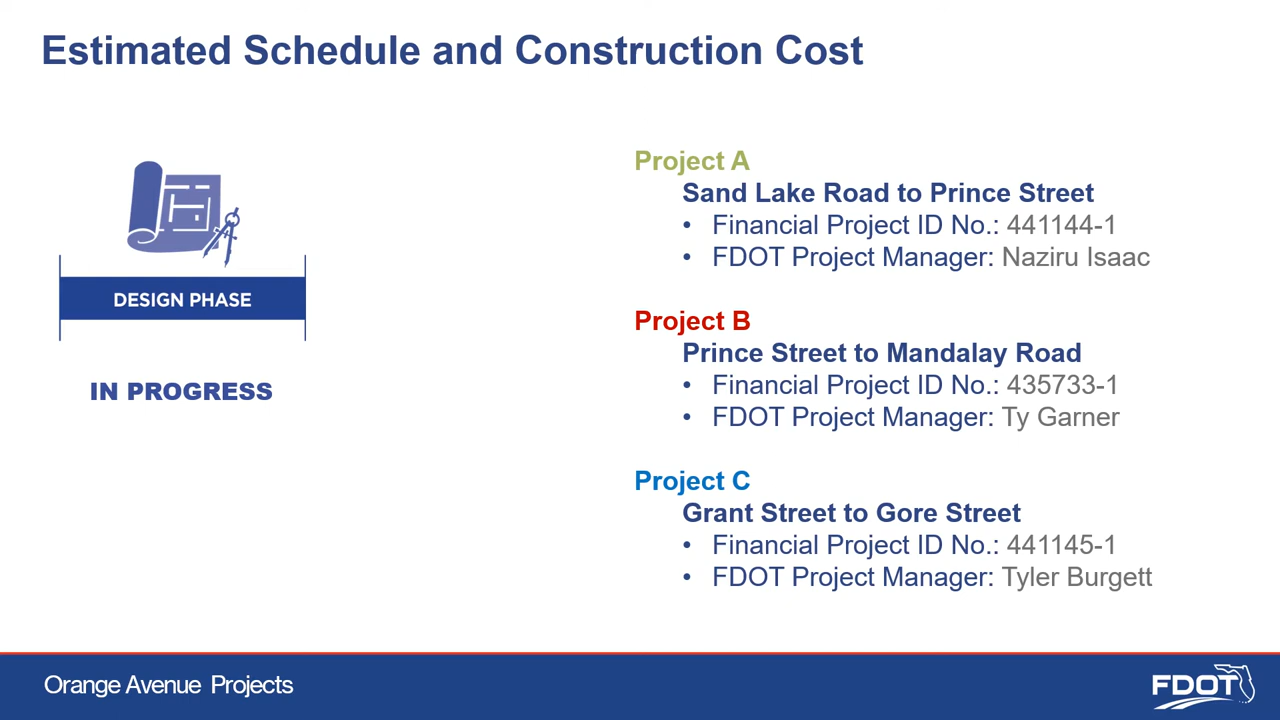 Estimated Schedule and Construction Cost
DESIGN PHASE
IN PROGRESS
Project A
Sand Lake Road to Prince Street
• Financial Project ID No.: 441144-1
• FDOT Project Manager: Naziru Isaac
Project B
Prince Street to Mandalay Road
• Financial Project ID No.: 435733-1
• FDOT Project Manager: Ty Garner
Project C
Grant Street to Gore Street
• Financial Project ID No.: 441145-1
• FDOT Project Manager: Tyler Burgett
Orange Avenue Projects
FDOT